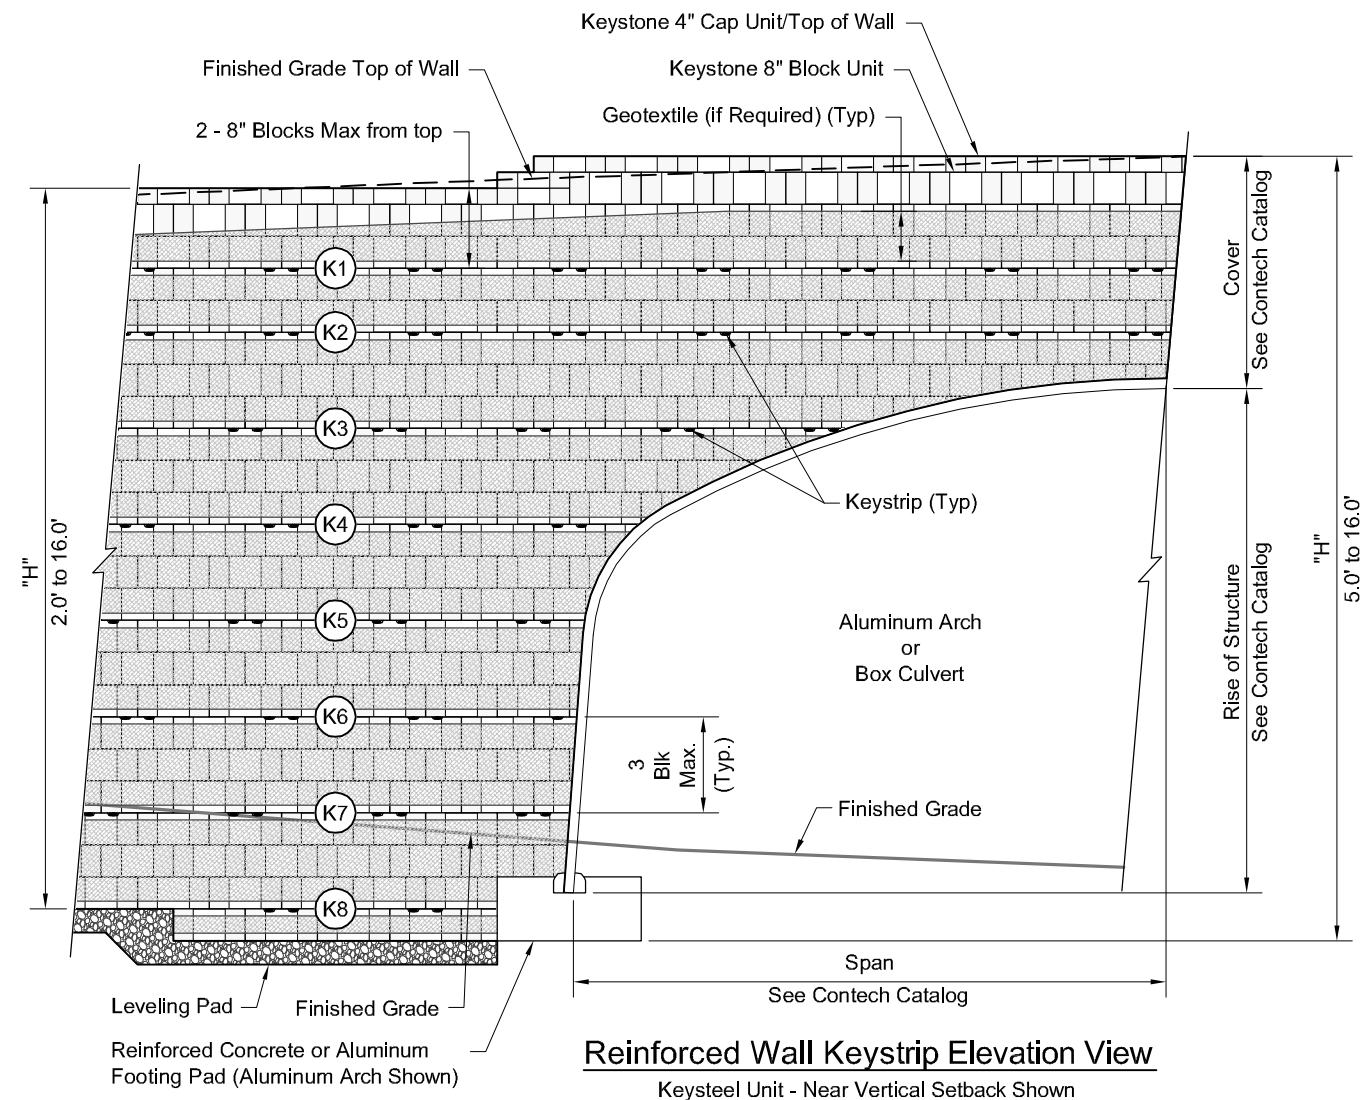 Keystone 4" Cap Unit/Top of Wall
Finished Grade Top of Wall
Keystone 8" Block Unit
Geotextile (if Required) (Typ)
2 - 8" Blocks Max from top
K1
K2
K3
K4
K5
K6
K7
K8
"H"
2.0' to 16.0'
Cover
See Contech Catalog
Rise of Structure
See Contech Catalog
"H"
5.0' to 16.0'
Keystrip (Typ)
Aluminum Arch
or
Box Culvert
3
Blk
Max.
(Typ.)
Finished Grade
Span
See Contech Catalog
Leveling Pad
Finished Grade
Reinforced Concrete or Aluminum
Footing Pad (Aluminum Arch Shown)
Reinforced Wall Keystrip Elevation View
Keysteel Unit - Near Vertical Setback Shown